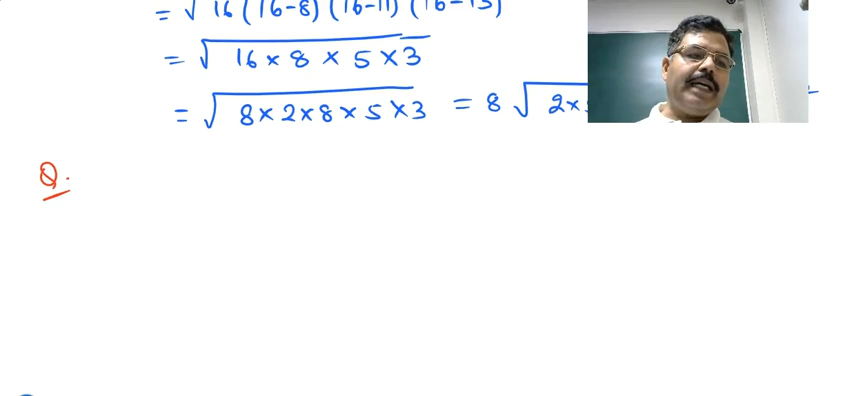 = √16 (16-8) (16-11) (16-13)
= √16 × 8 × 5 × 3
= √8 × 2 × 8 × 5 × 3 = 8 √2 ×
Q.